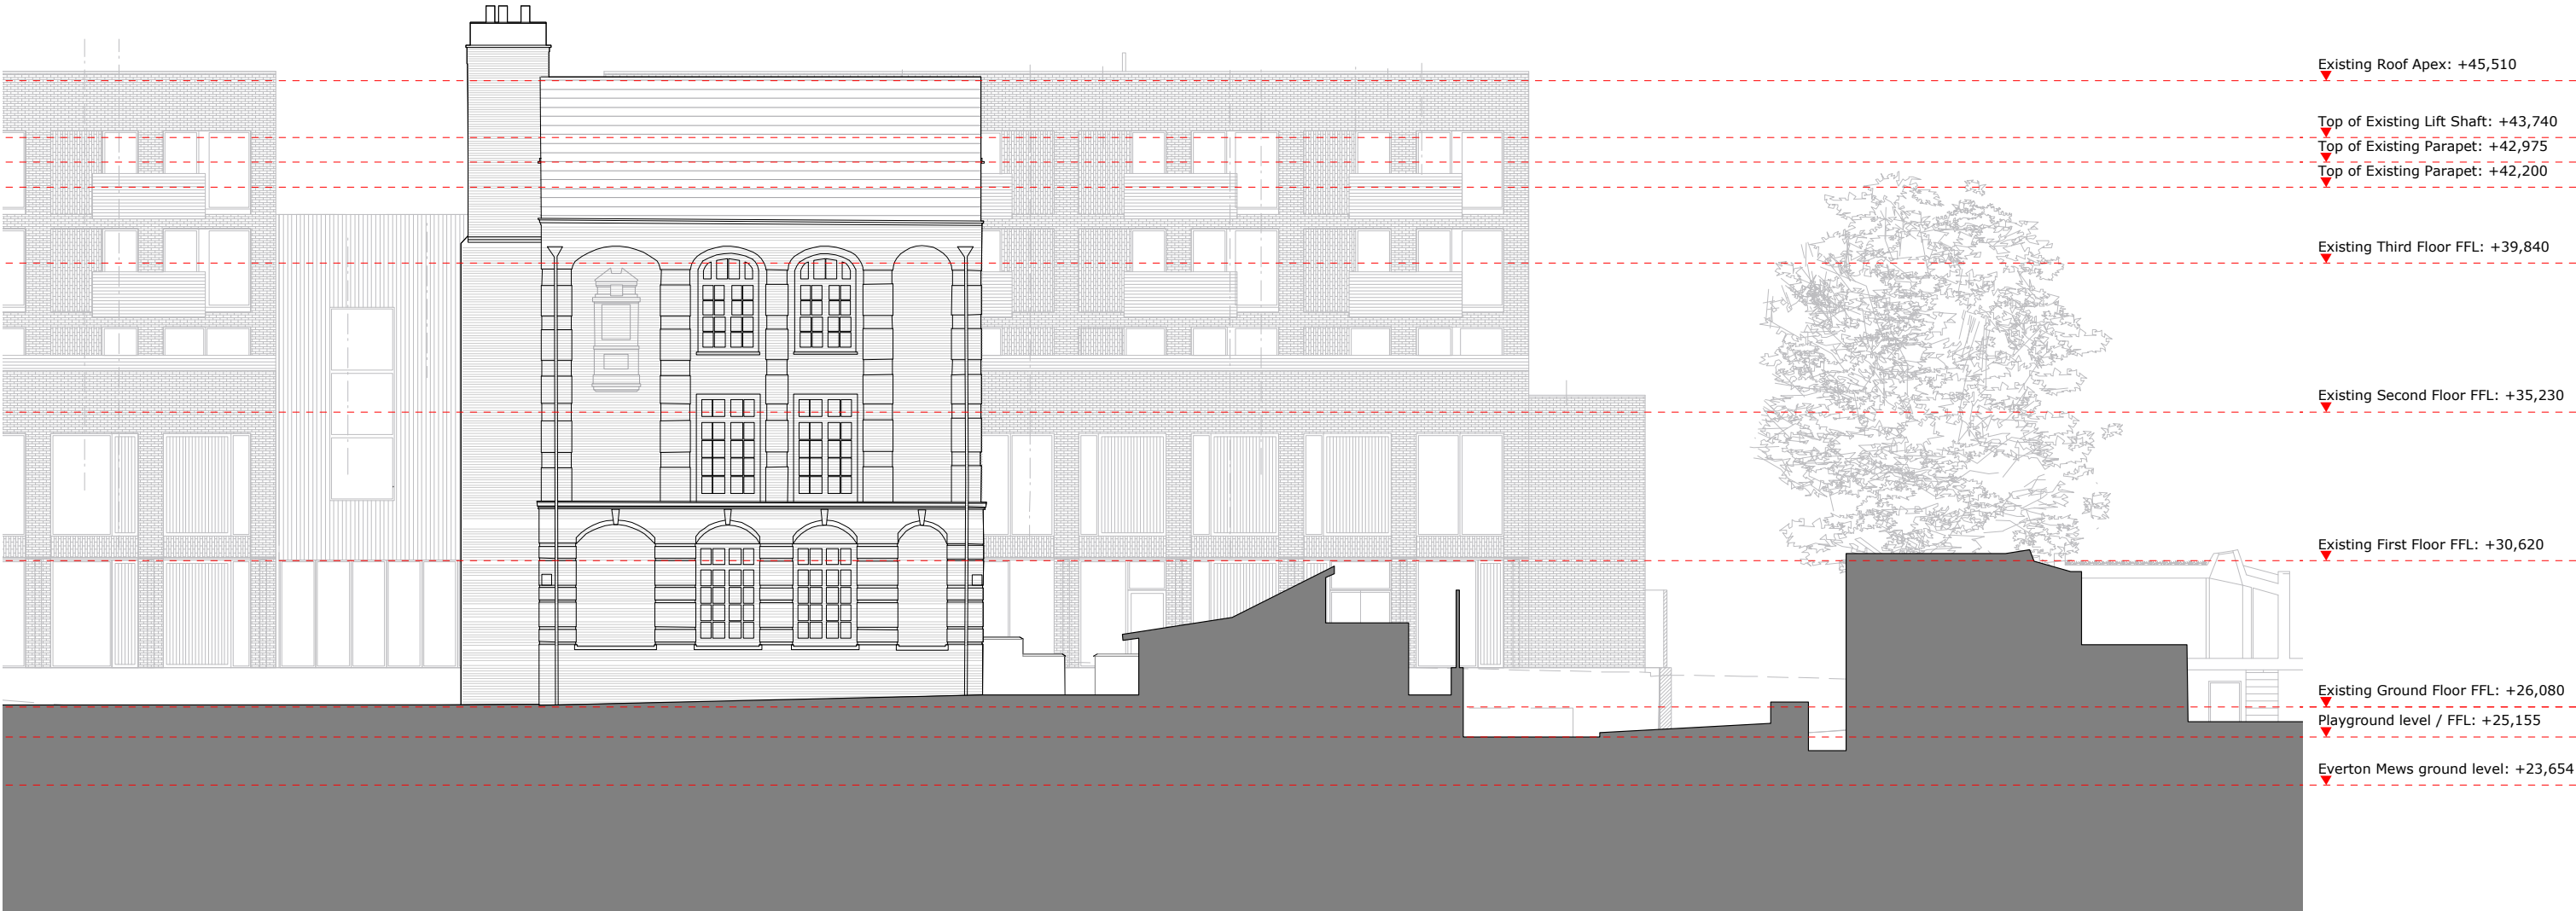 Existing Roof Apex: +45,510
Top of Existing Lift Shaft: +43,740
Top of Existing Parapet: +42,975
Top of Existing Parapet: +42,200
Existing Third Floor FFL: +39,840
Existing Second Floor FFL: +35,230
Existing First Floor FFL: +30,620
Existing Ground Floor FFL: +26,080
Playground level / FFL: +25,155
Everton Mews ground level: +23,654